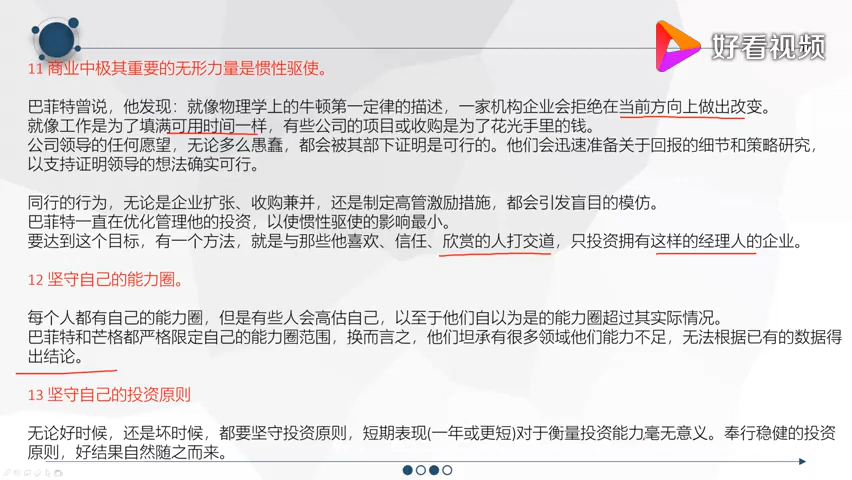 好看视频
11 商业中极其重要的无形力量是惯性驱使。
巴菲特曾说，他发现：就像物理学上的牛顿第一定律的描述，一家机构企业会拒绝在当前方向上做出改变。
就像工作是为了填满可用时间一样，有些公司的项目或收购是为了花光手里的钱。
公司领导的任何愿望，无论多么愚蠢，都会被其部下证明是可行的。他们会迅速准备关于回报的细节和策略研究，
以支持证明领导的想法确实可行。
同行的行为，无论是企业扩张、收购兼并，还是制定高管激励措施，都会引发盲目的模仿。
巴菲特一直在优化管理他的投资，以使惯性驱使的影响最小。
要达到这个目标，有一个方法，就是与那些他喜欢、信任、欣赏的人打交道，只投资拥有这样的经理人的企业。
12 坚守自己的能力圈。
每个人都有自己的能力圈，但是有些人会高估自己，以至于他们自以为是的能力圈超过其实际情况。
巴菲特和芒格都严格限定自己的能力圈范围，换而言之，他们坦承有很多领域他们能力不足，无法根据已有的数据得
出结论。
13 坚守自己的投资原则
无论好时候，还是坏时候，都要坚守投资原则，短期表现(一年或更短)对于衡量投资能力毫无意义。奉行稳健的投资
原则，好结果自然随之而来。